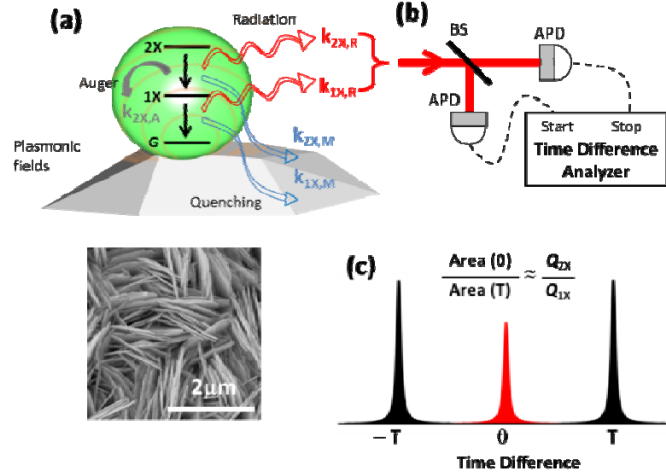 (a)
Radiation
2X
k2X,R
Auger
1X
k1X,R
k2X,A
G
k2X,M
k1X,M
Plasmonic
fields
Quenching
(b)
BS
APD
APD
Start Stop
Time Difference
Analyzer
2μm
(c)
Area (0) / Area (T) ≈ Q2X / Q1X
−T 0 T
Time Difference